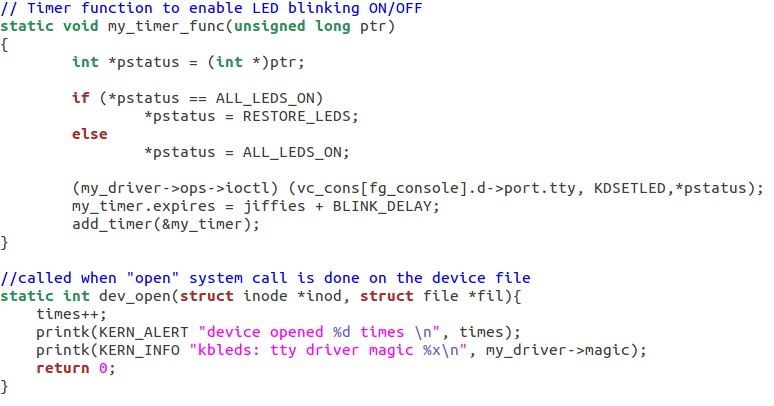 // Timer function to enable LED blinking ON/OFF
static void my_timer_func(unsigned long ptr)
{
        int *pstatus = (int *)ptr;

        if (*pstatus == ALL_LEDS_ON)
                *pstatus = RESTORE_LEDS;
        else
                *pstatus = ALL_LEDS_ON;

        (my_driver->ops->ioctl) (vc_cons[fg_console].d->port.tty, KDSETLED,*pstatus);
        my_timer.expires = jiffies + BLINK_DELAY;
        add_timer(&my_timer);
}

//called when "open" system call is done on the device file
static int dev_open(struct inode *inod, struct file *fil){
    times++;
    printk(KERN_ALERT "device opened %d times \n", times);
    printk(KERN_INFO "kbleds: tty driver magic %x\n", my_driver->magic);
    return 0;
}